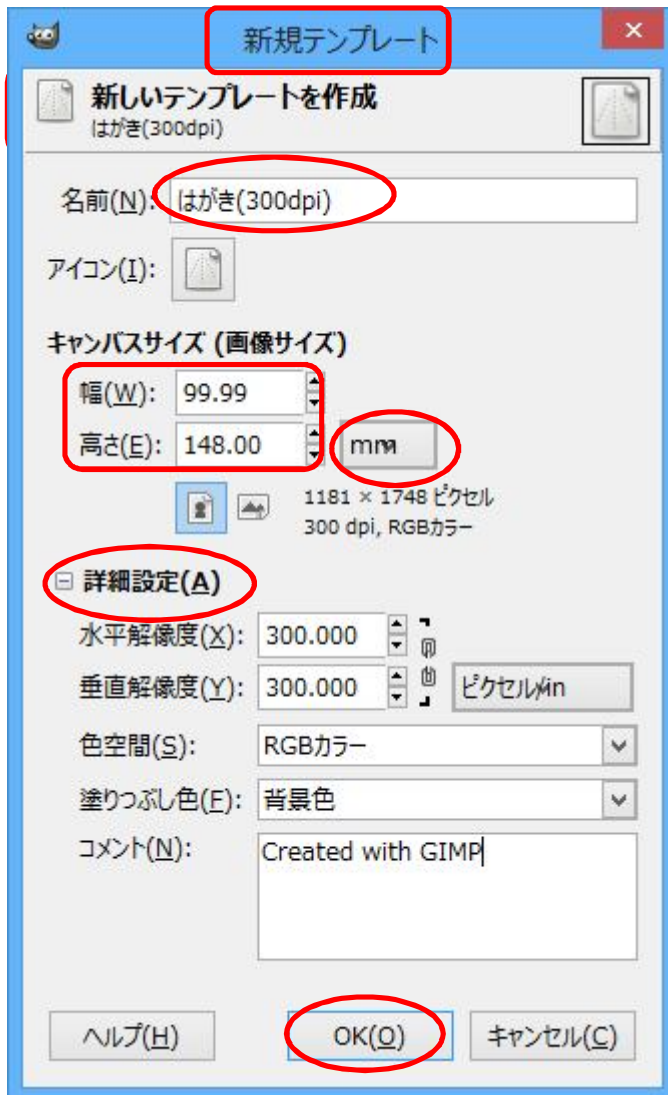 新規テンプレート
新しいテンプレートを作成
はがき(300dpi)
名前(N): はがき(300dpi)
アイコン(I):
キャンバスサイズ (画像サイズ)
幅(W): 99.99
高さ(E): 148.00 mm
1181 × 1748 ピクセル
300 dpi, RGBカラー
詳細設定(A)
水平解像度(X): 300.000
垂直解像度(Y): 300.000 ピクセル/in
色空間(S): RGBカラー
塗りつぶし色(F): 背景色
コメント(N): Created with GIMP
ヘルプ(H) OK(O) キャンセル(C)